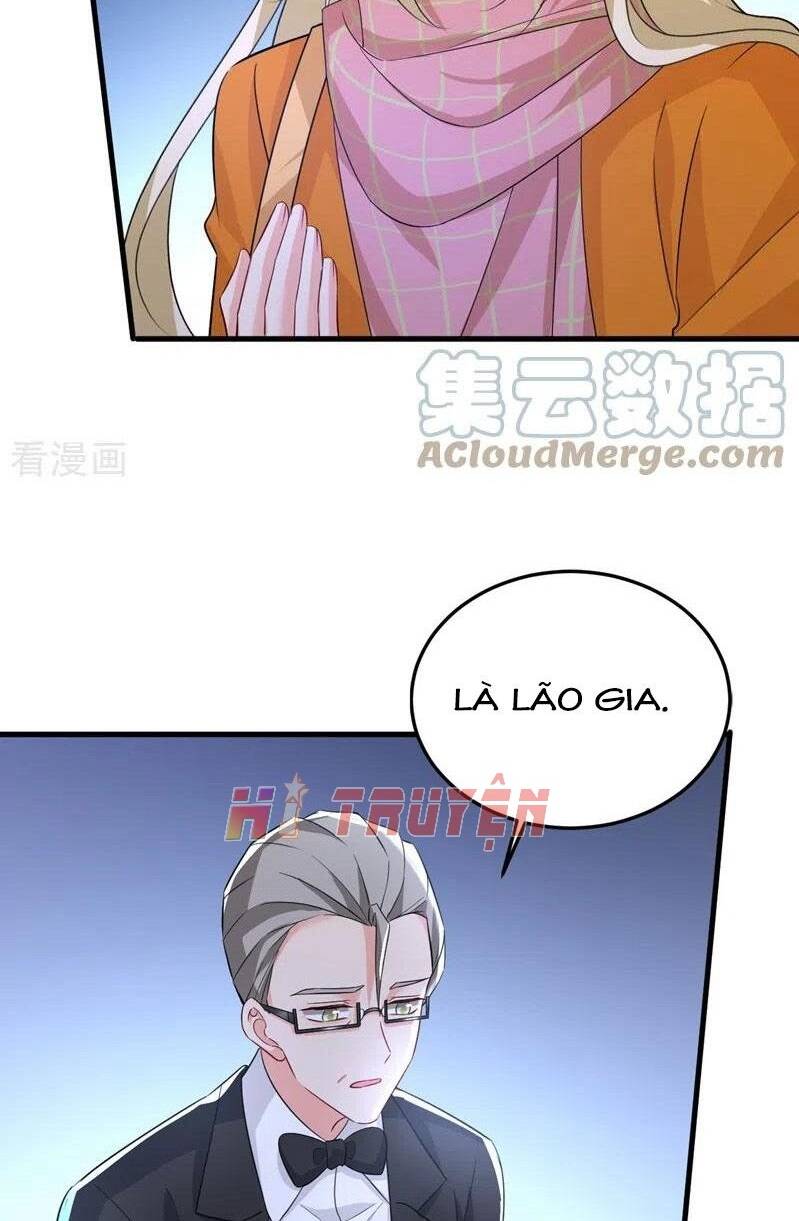 集云数据
AcloudMerge.com
看漫画
LÀ LÃO GIA.
HI TRUYỆN